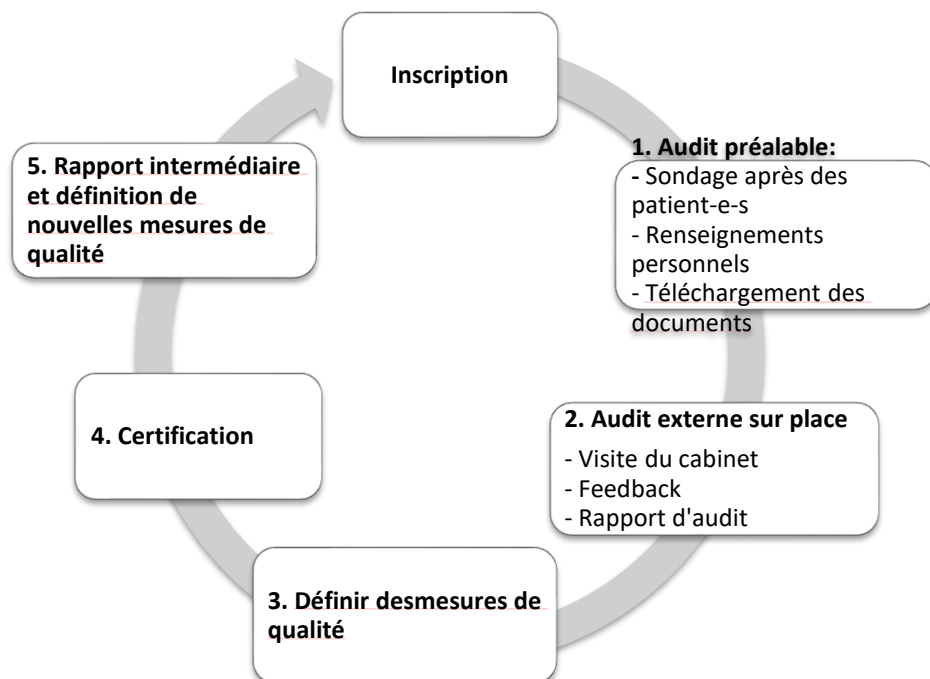 Inscription
1. Audit préalable:
- Sondage après des
patient-e-s
- Renseignements
personnels
- Téléchargement des
documents
2. Audit externe sur place
- Visite du cabinet
- Feedback
- Rapport d'audit
3. Définir desmesures de
qualité
4. Certification
5. Rapport intermédiaire
et définition de
nouvelles mesures de
qualité